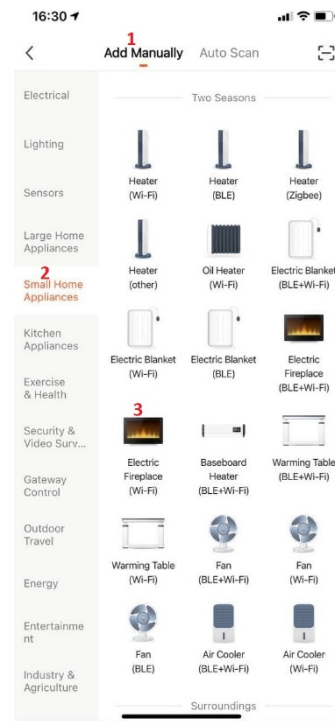 16:30
1
Add Manually Auto Scan
Electrical
Lighting
Sensors
Large Home
Appliances
2
Small Home
Appliances
Kitchen
Appliances
Exercise
& Health
Security &
Video Surv...
Gateway
Control
Outdoor
Travel
Energy
Entertainme
nt
Industry &
Agriculture
Two Seasons
Heater
(Wi-Fi)
Heater
(BLE)
Heater
(Zigbee)
Heater
(other)
Oil Heater
(Wi-Fi)
Electric Blanket
(BLE+Wi-Fi)
Electric Blanket
(Wi-Fi)
Electric Blanket
(BLE)
Electric
Fireplace
(BLE+Wi-Fi)
3
Electric
Fireplace
(Wi-Fi)
Baseboard
Heater
(BLE+Wi-Fi)
Warming Table
(BLE+Wi-Fi)
Warming Table
(Wi-Fi)
Fan
(BLE+Wi-Fi)
Fan
(Wi-Fi)
Fan
(BLE)
Air Cooler
(BLE+Wi-Fi)
Air Cooler
(Wi-Fi)
Surroundings